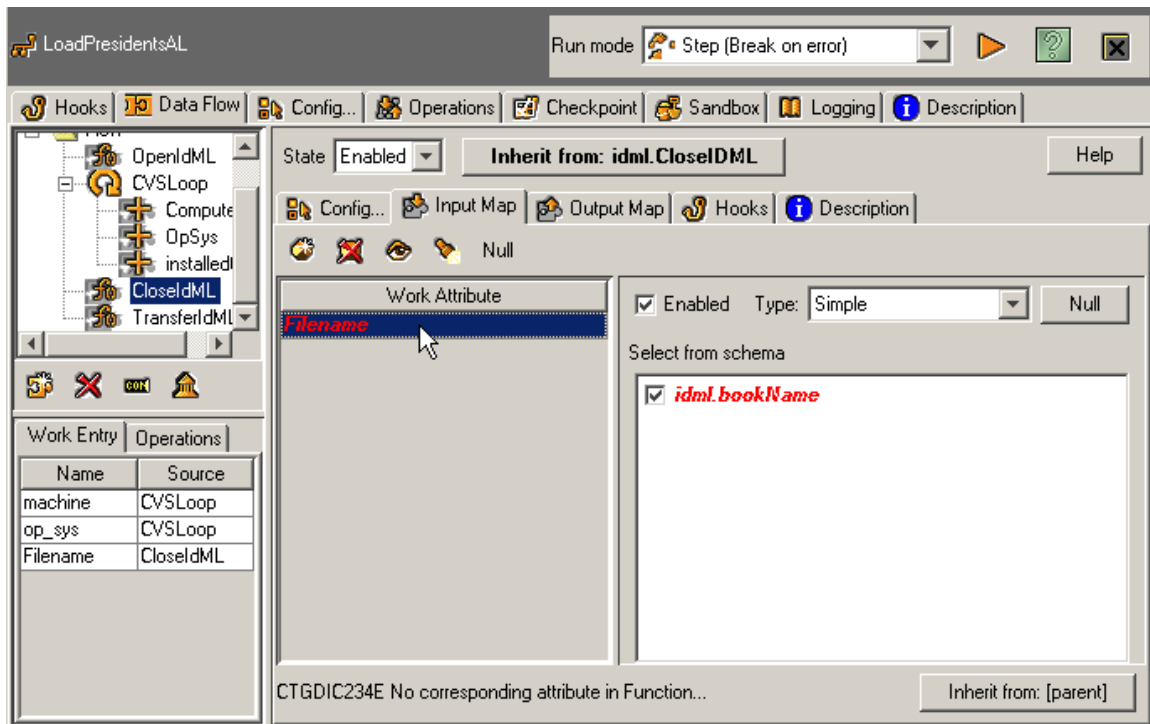 LoadPresidentsAL
Run mode Step (Break on error)
Hooks Data Flow Config... Operations Checkpoint Sandbox Logging Description
OpenIdML
CVSLoop
Compute
OpSys
installed
CloseIdML
TransferIdML
State Enabled Inherit from: idml.CloseIDML Help
Config... Input Map Output Map Hooks Description
Null
Work Attribute
Filename
Enabled Type: Simple Null
Select from schema
idml.bookName
CON
Work Entry Operations
Name Source
machine CVSLoop
op_sys CVSLoop
Filename CloseIdML
CTGDIC234E No corresponding attribute in Function... Inherit from: [parent]